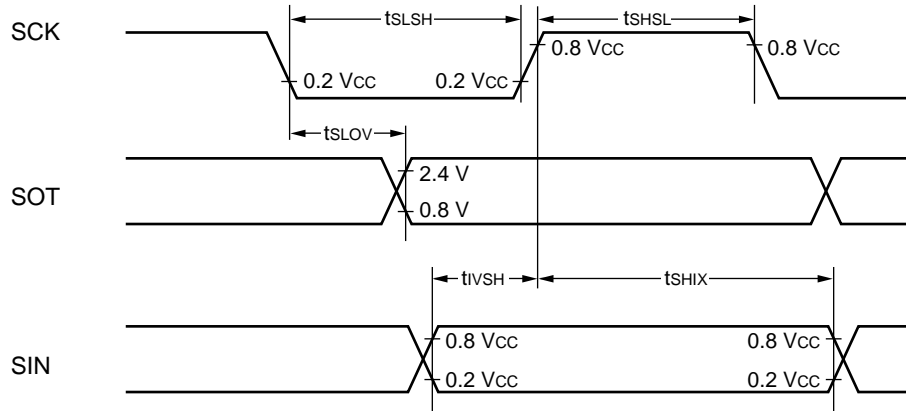 tSLSH
tSHSL
SCK
0.8 VCC
0.8 VCC
0.2 VCC
0.2 VCC
tSLOV
SOT
2.4 V
0.8 V
tIVSH
tSHIX
SIN
0.8 VCC
0.8 VCC
0.2 VCC
0.2 VCC